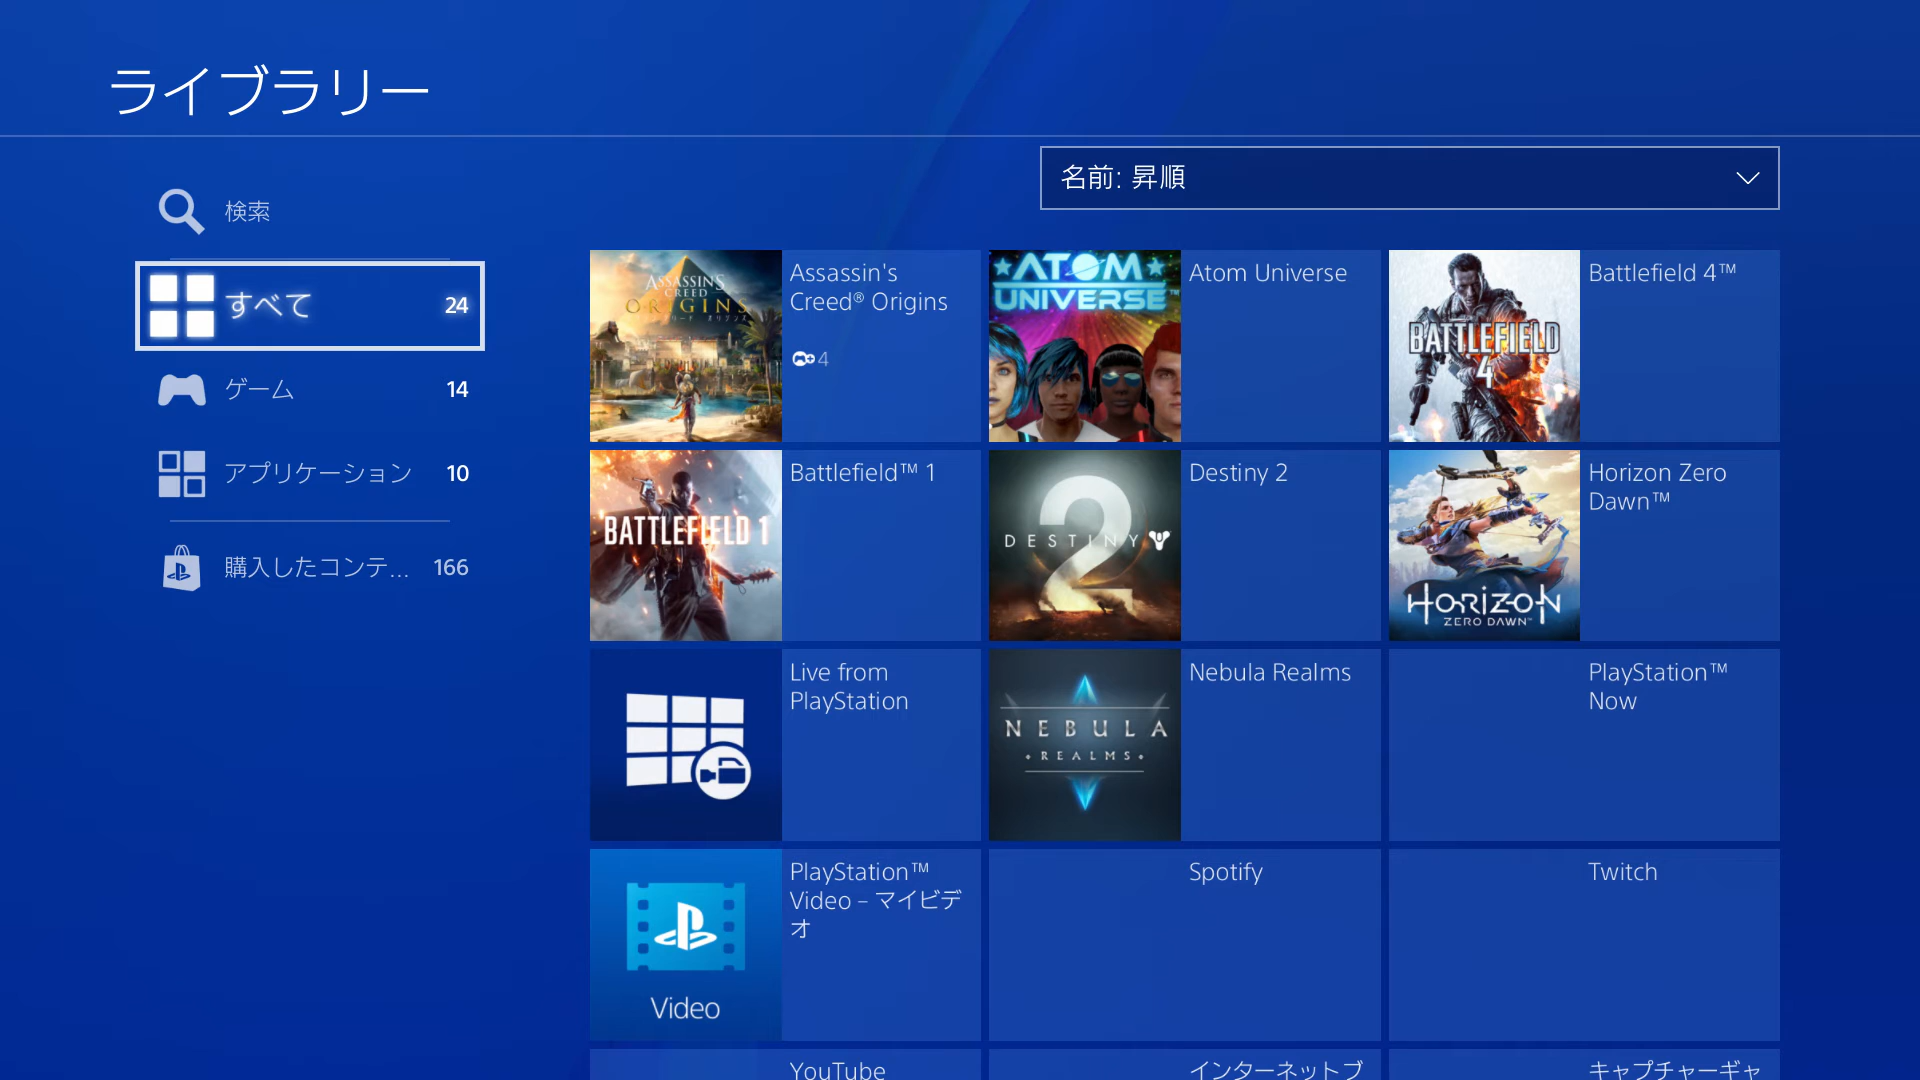 ライブラリー
名前: 昇順
検索
すべて 24
ゲーム 14
アプリケーション 10
購入したコンテ... 166
ASSASSIN'S
CREED
ORIGINS
Assassin's
Creed® Origins
4
ATOM
UNIVERSE™
Atom Universe
BATTLEFIELD
4
Battlefield 4™
BATTLEFIELD 1
Battlefield™ 1
2
DESTINY
Destiny 2
HORIZON
ZERO DAWN™
Horizon Zero
Dawn™
Live from
PlayStation
NEBULA
REALMS
Nebula Realms
PlayStation™
Now
Video
PlayStation™
Video – マイビデ
オ
Spotify
Twitch
YouTube
インターネットブ
キャプチャーギャ